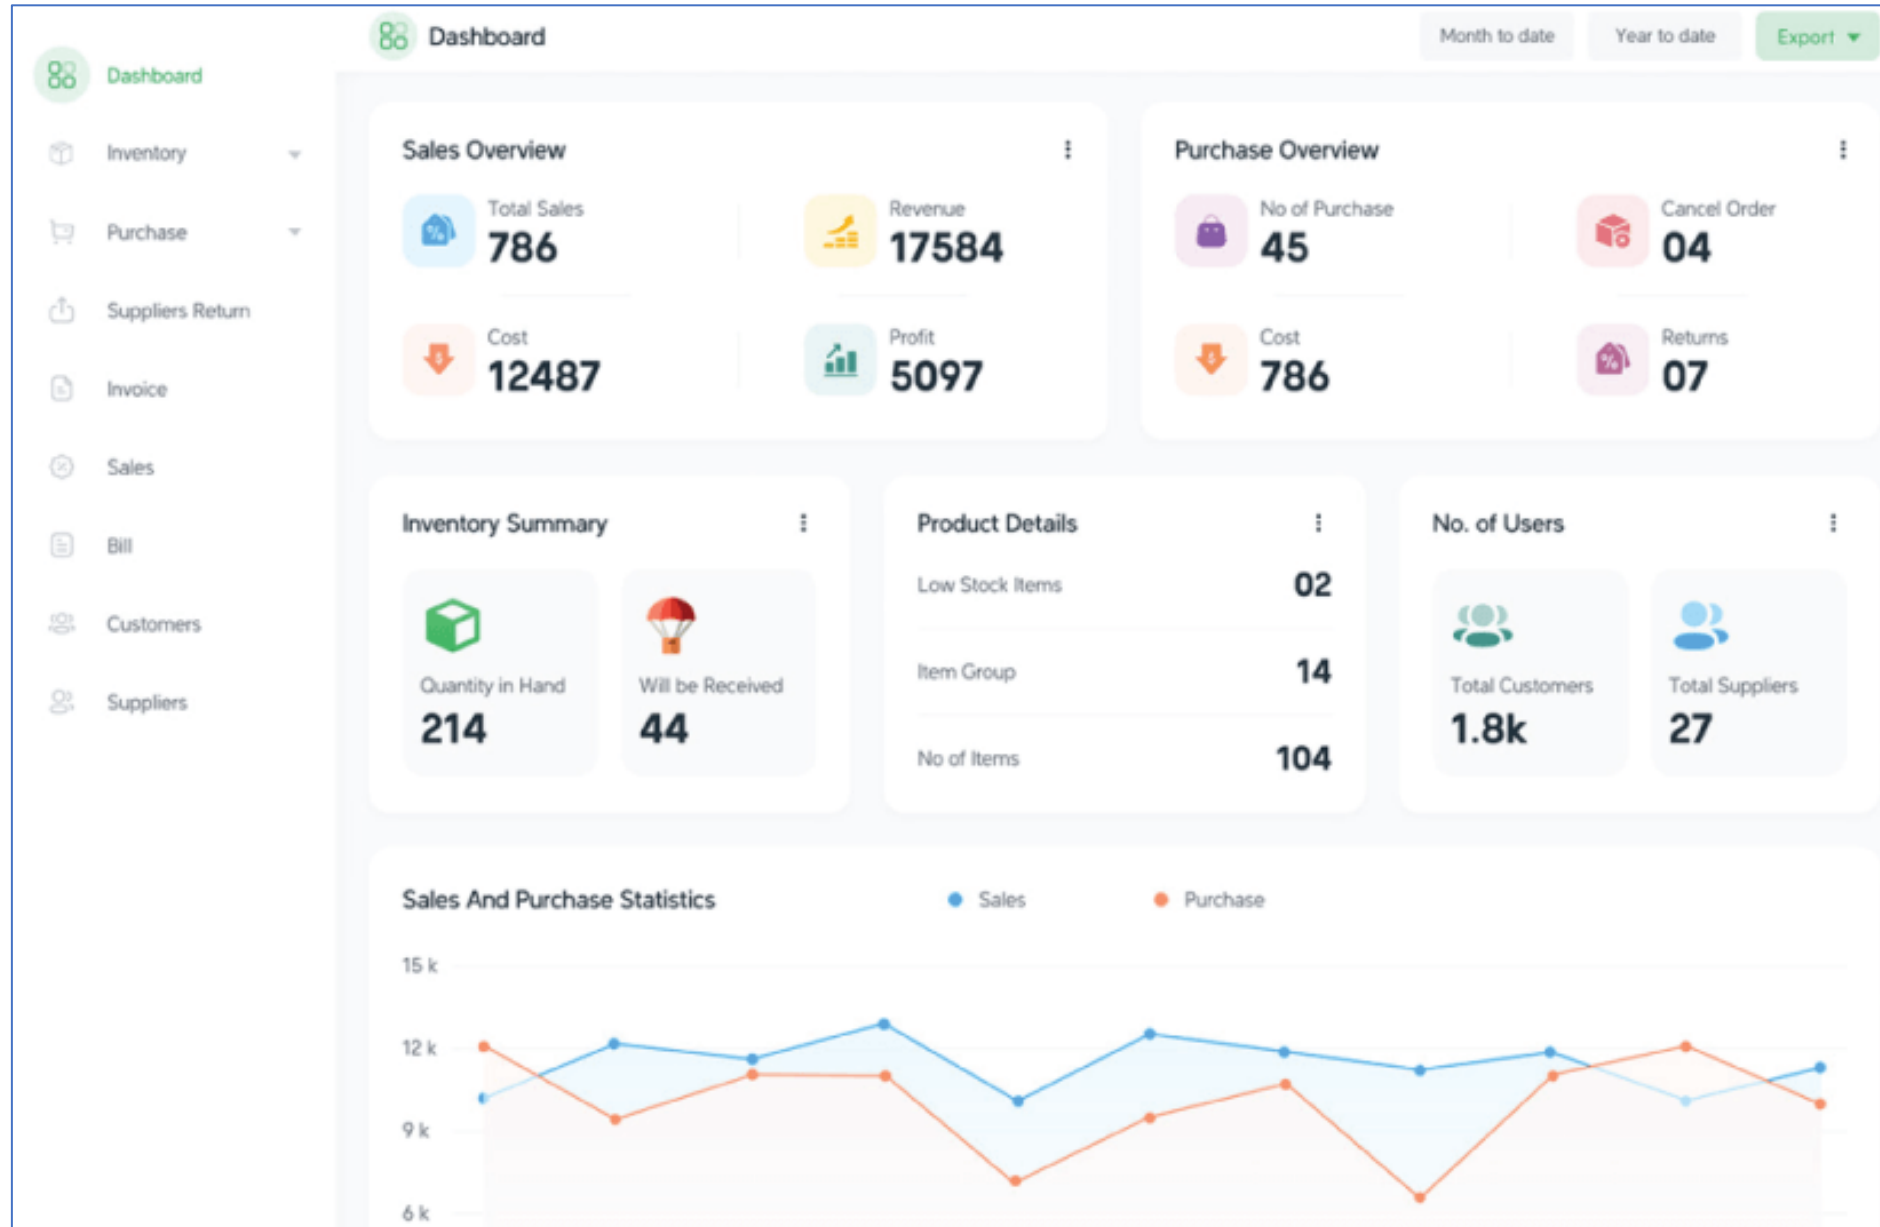 Dashboard
Inventory
Purchase
Suppliers Return
Invoice
Sales
Bill
Customers
Suppliers
Dashboard
Month to date
Year to date
Export
Sales Overview
Total Sales
786
Revenue
17584
Cost
12487
Profit
5097
Purchase Overview
No of Purchase
45
Cancel Order
04
Cost
786
Returns
07
Inventory Summary
Quantity in Hand
214
Will be Received
44
Product Details
Low Stock Items
02
Item Group
14
No of Items
104
No. of Users
Total Customers
1.8k
Total Suppliers
27
Sales And Purchase Statistics
Sales
Purchase
15 k
12 k
9 k
6 k